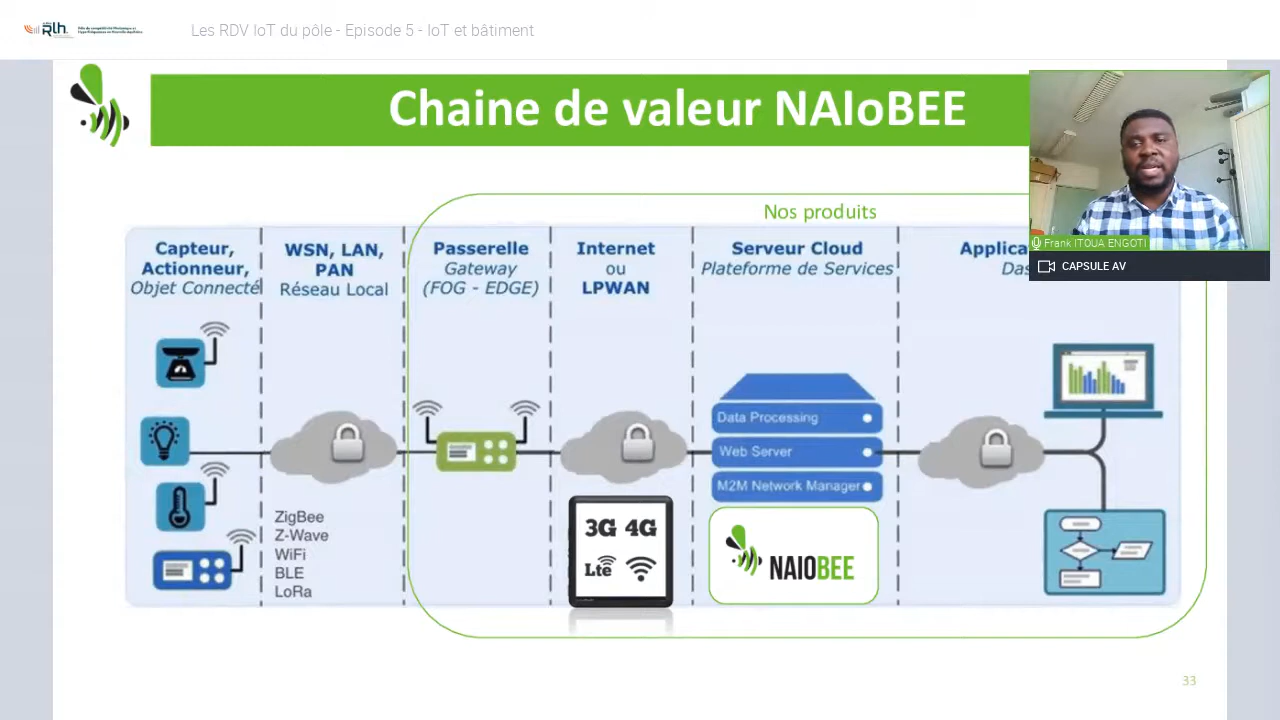 Rlh
Les RDV IoT du pôle - Episode 5 - IoT et bâtiment
Chaine de valeur NAIoBEE
Frank ITOUA ENGOTI
CAPSULE AV
Nos produits
Capteur,
Actionneur,
Objet Connecté
WSN, LAN,
PAN
Réseau Local
Passerelle
Gateway
(FOG - EDGE)
Internet
ou
LPWAN
Serveur Cloud
Plateforme de Services
Applica
Das
Data Processing
Web Server
M2M Network Manager
ZigBee
Z-Wave
WiFi
BLE
LoRa
3G 4G
Lte
NAIOBEE
33